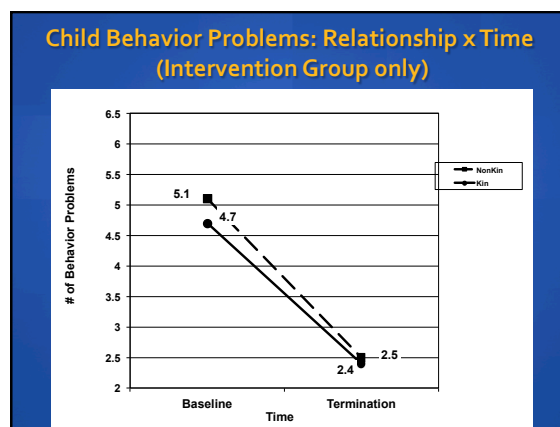 Child Behavior Problems: Relationship x Time
(Intervention Group only)
6.5
6
5.5
5
4.5
4
3.5
3
2.5
2
# of Behavior Problems
5.1
4.7
2.5
2.4
NonKin
Kin
Baseline
Termination
Time